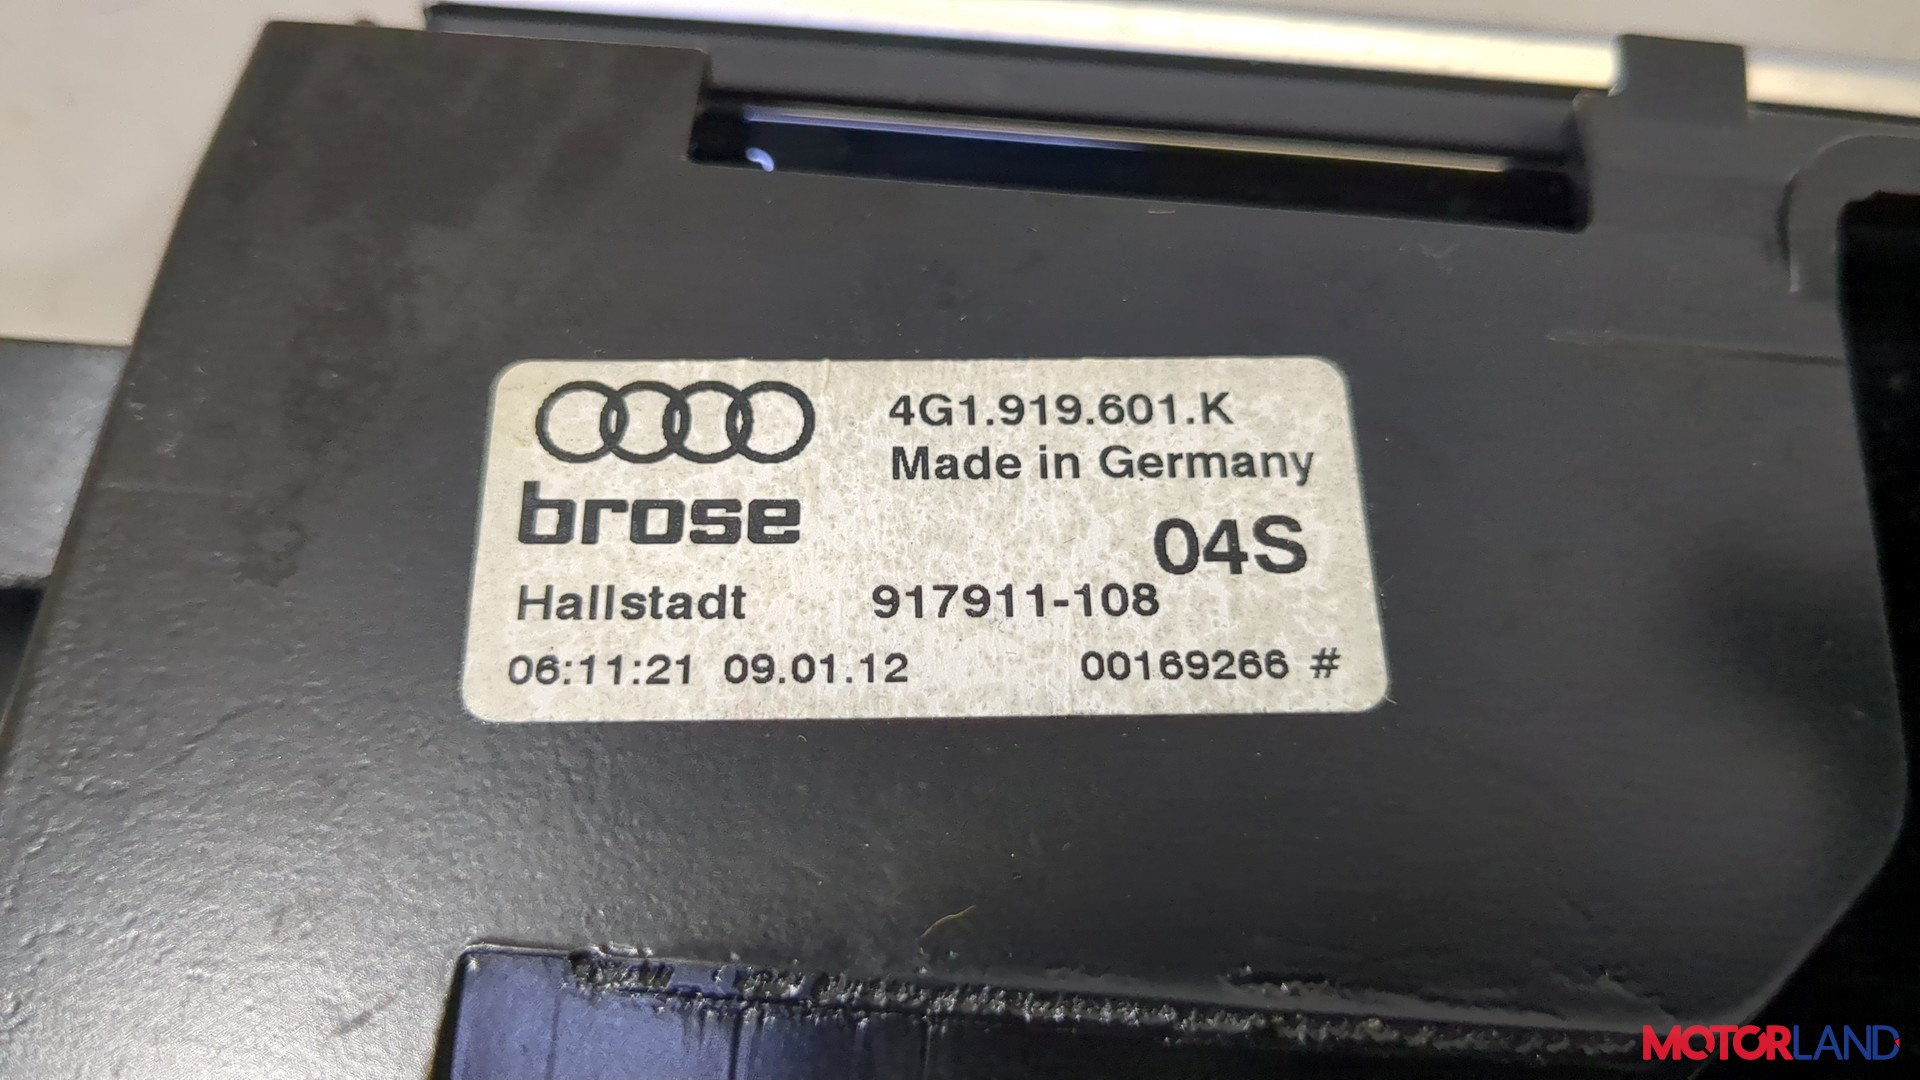 4G1.919.601.K
Made in Germany
brose
04S
Hallstadt 917911-108
06:11:21 09.01.12 00169266 #
MOTORLAND